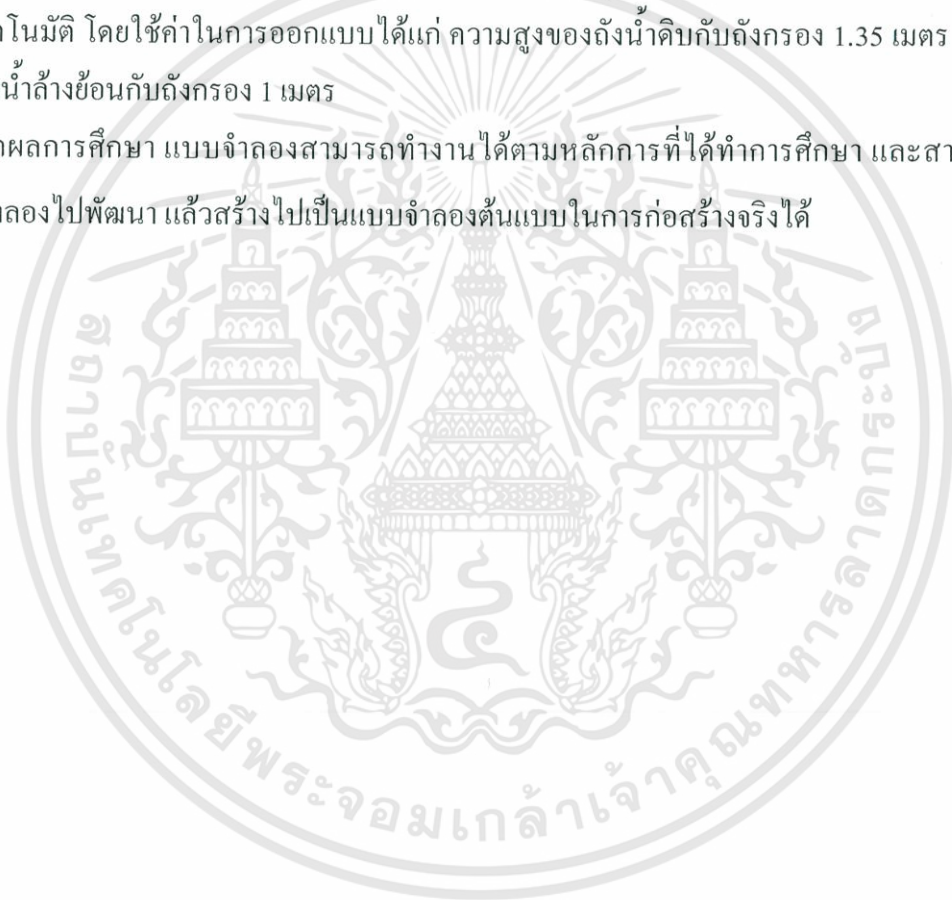 าโนมัติ โดยใช้ค่าในการออกแบบได้แก่ ความสูงของถังน้ำดิบกับถังกรอง 1.35 เมตร
น้ำล้างย้อนกับถังกรอง 1 เมตร
ผลการศึกษา แบบจำลองสามารถทำงานได้ตามหลักการที่ได้ทำการศึกษา และสา
ลองไปพัฒนา แล้วสร้างไปเป็นแบบจำลองต้นแบบในการก่อสร้างจริงได้
สถาบันเทคโนโลยีพระจอมเกล้าเจ้าคุณทหารลาดกระบัง